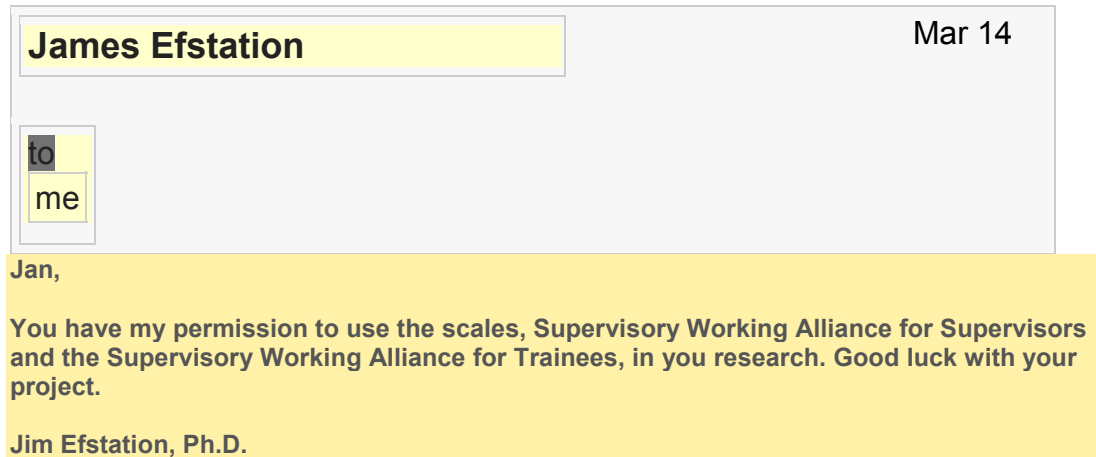 James Efstation
Mar 14
to
me
Jan,
You have my permission to use the scales, Supervisory Working Alliance for Supervisors
and the Supervisory Working Alliance for Trainees, in you research. Good luck with your
project.
Jim Efstation, Ph.D.